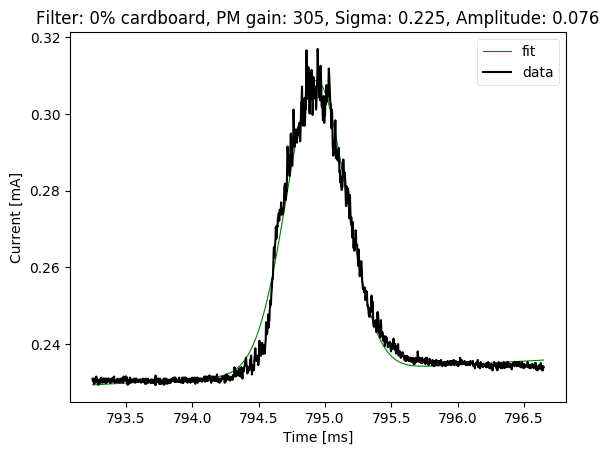 Filter: 0% cardboard, PM gain: 305, Sigma: 0.225, Amplitude: 0.076
fit
data
0.32
0.30
0.28
0.26
0.24
Current [mA]
793.5 794.0 794.5 795.0 795.5 796.0 796.5
Time [ms]